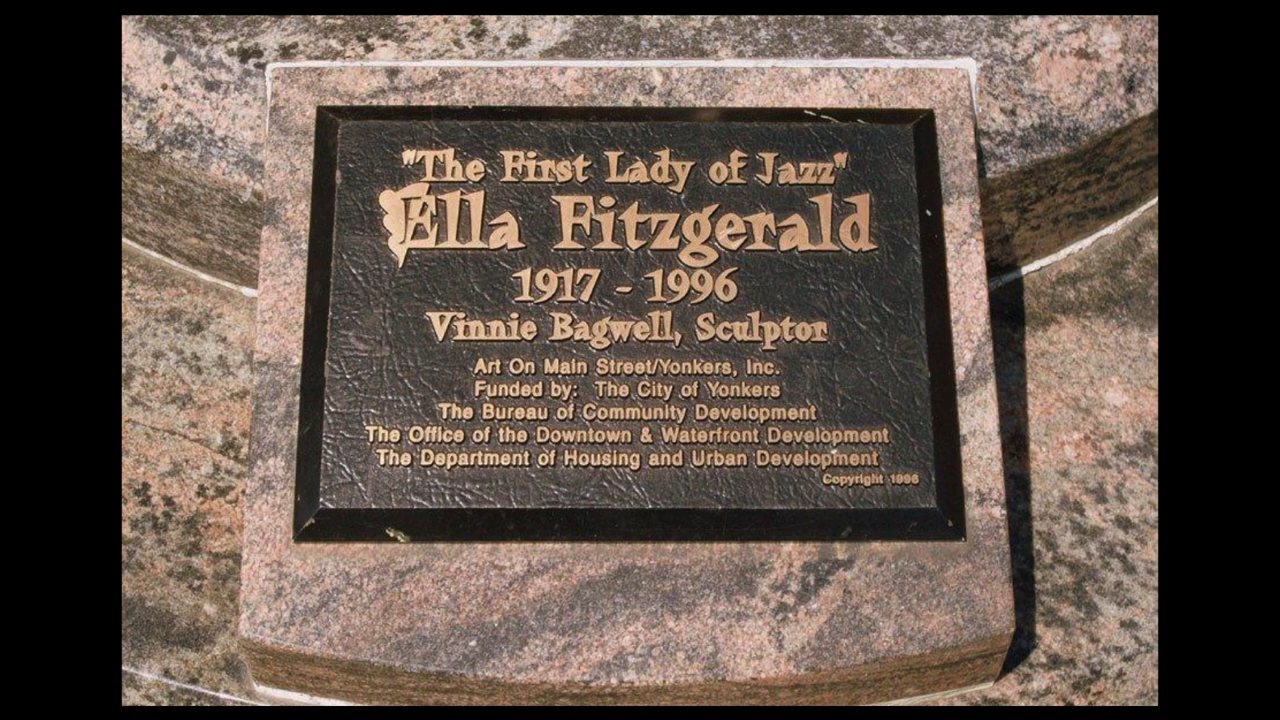 "The First Lady of Jazz"
Ella Fitzgerald
1917 - 1996
Vinnie Bagwell, Sculptor
Art On Main Street/Yonkers, Inc.
Funded by: The City of Yonkers
The Bureau of Community Development
The Office of the Downtown & Waterfront Development
The Department of Housing and Urban Development
Copyright 1996